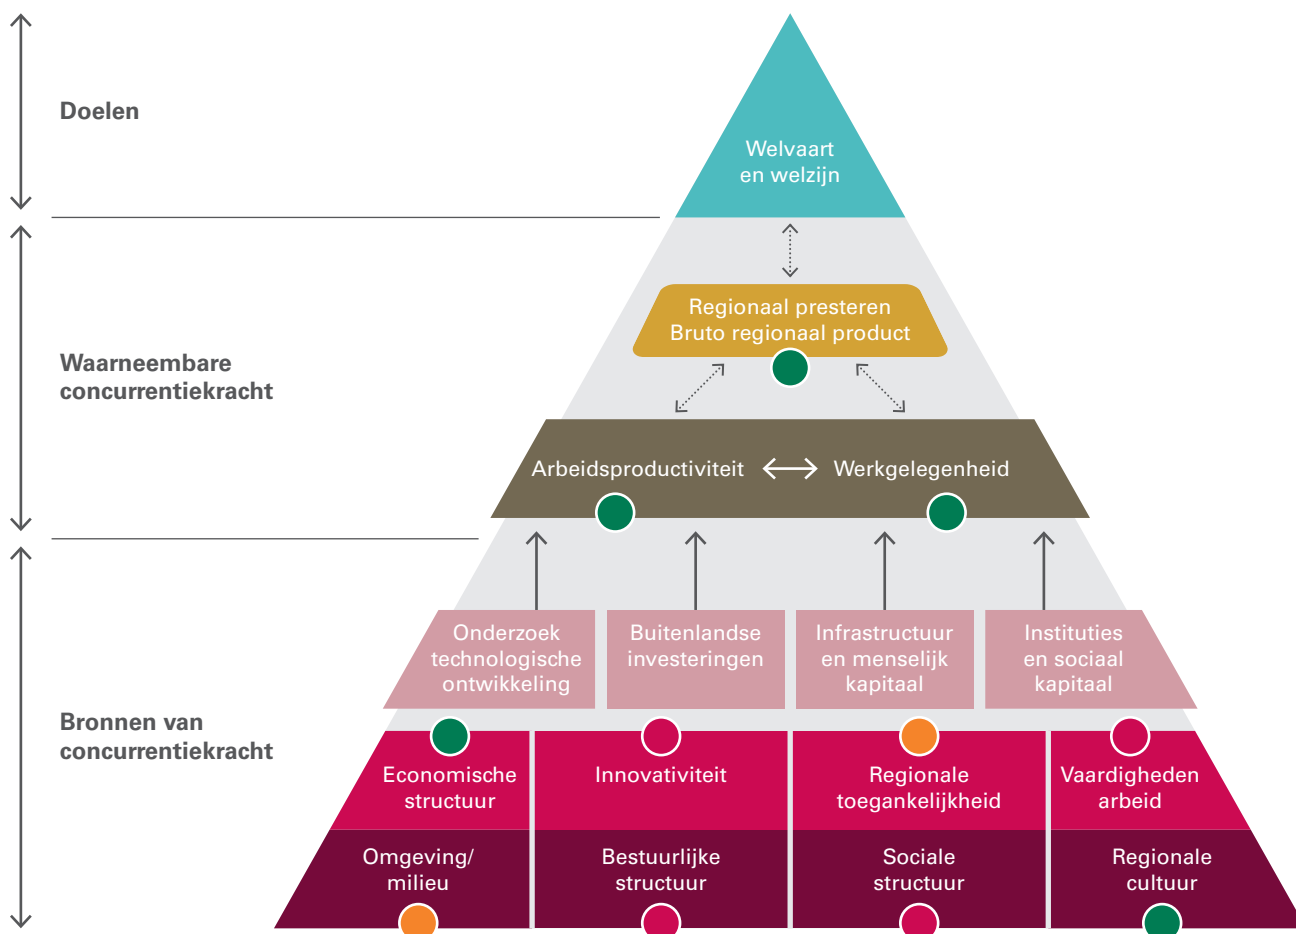 Doelen
Welvaart
en welzijn
Waarneembare
concurrentiekracht
Regionaal presteren
Bruto regionaal product
Arbeidsproductiviteit
Werkgelegenheid
Bronnen van
concurrentiekracht
Onderzoek
technologische
ontwikkeling
Buitenlandse
investeringen
Infrastructuur
en menselijk
kapitaal
Instituties
en sociaal
kapitaal
Economische
structuur
Innovativiteit
Regionale
toegankelijkheid
Vaardigheden
arbeid
Omgeving/
milieu
Bestuurlijke
structuur
Sociale
structuur
Regionale
cultuur